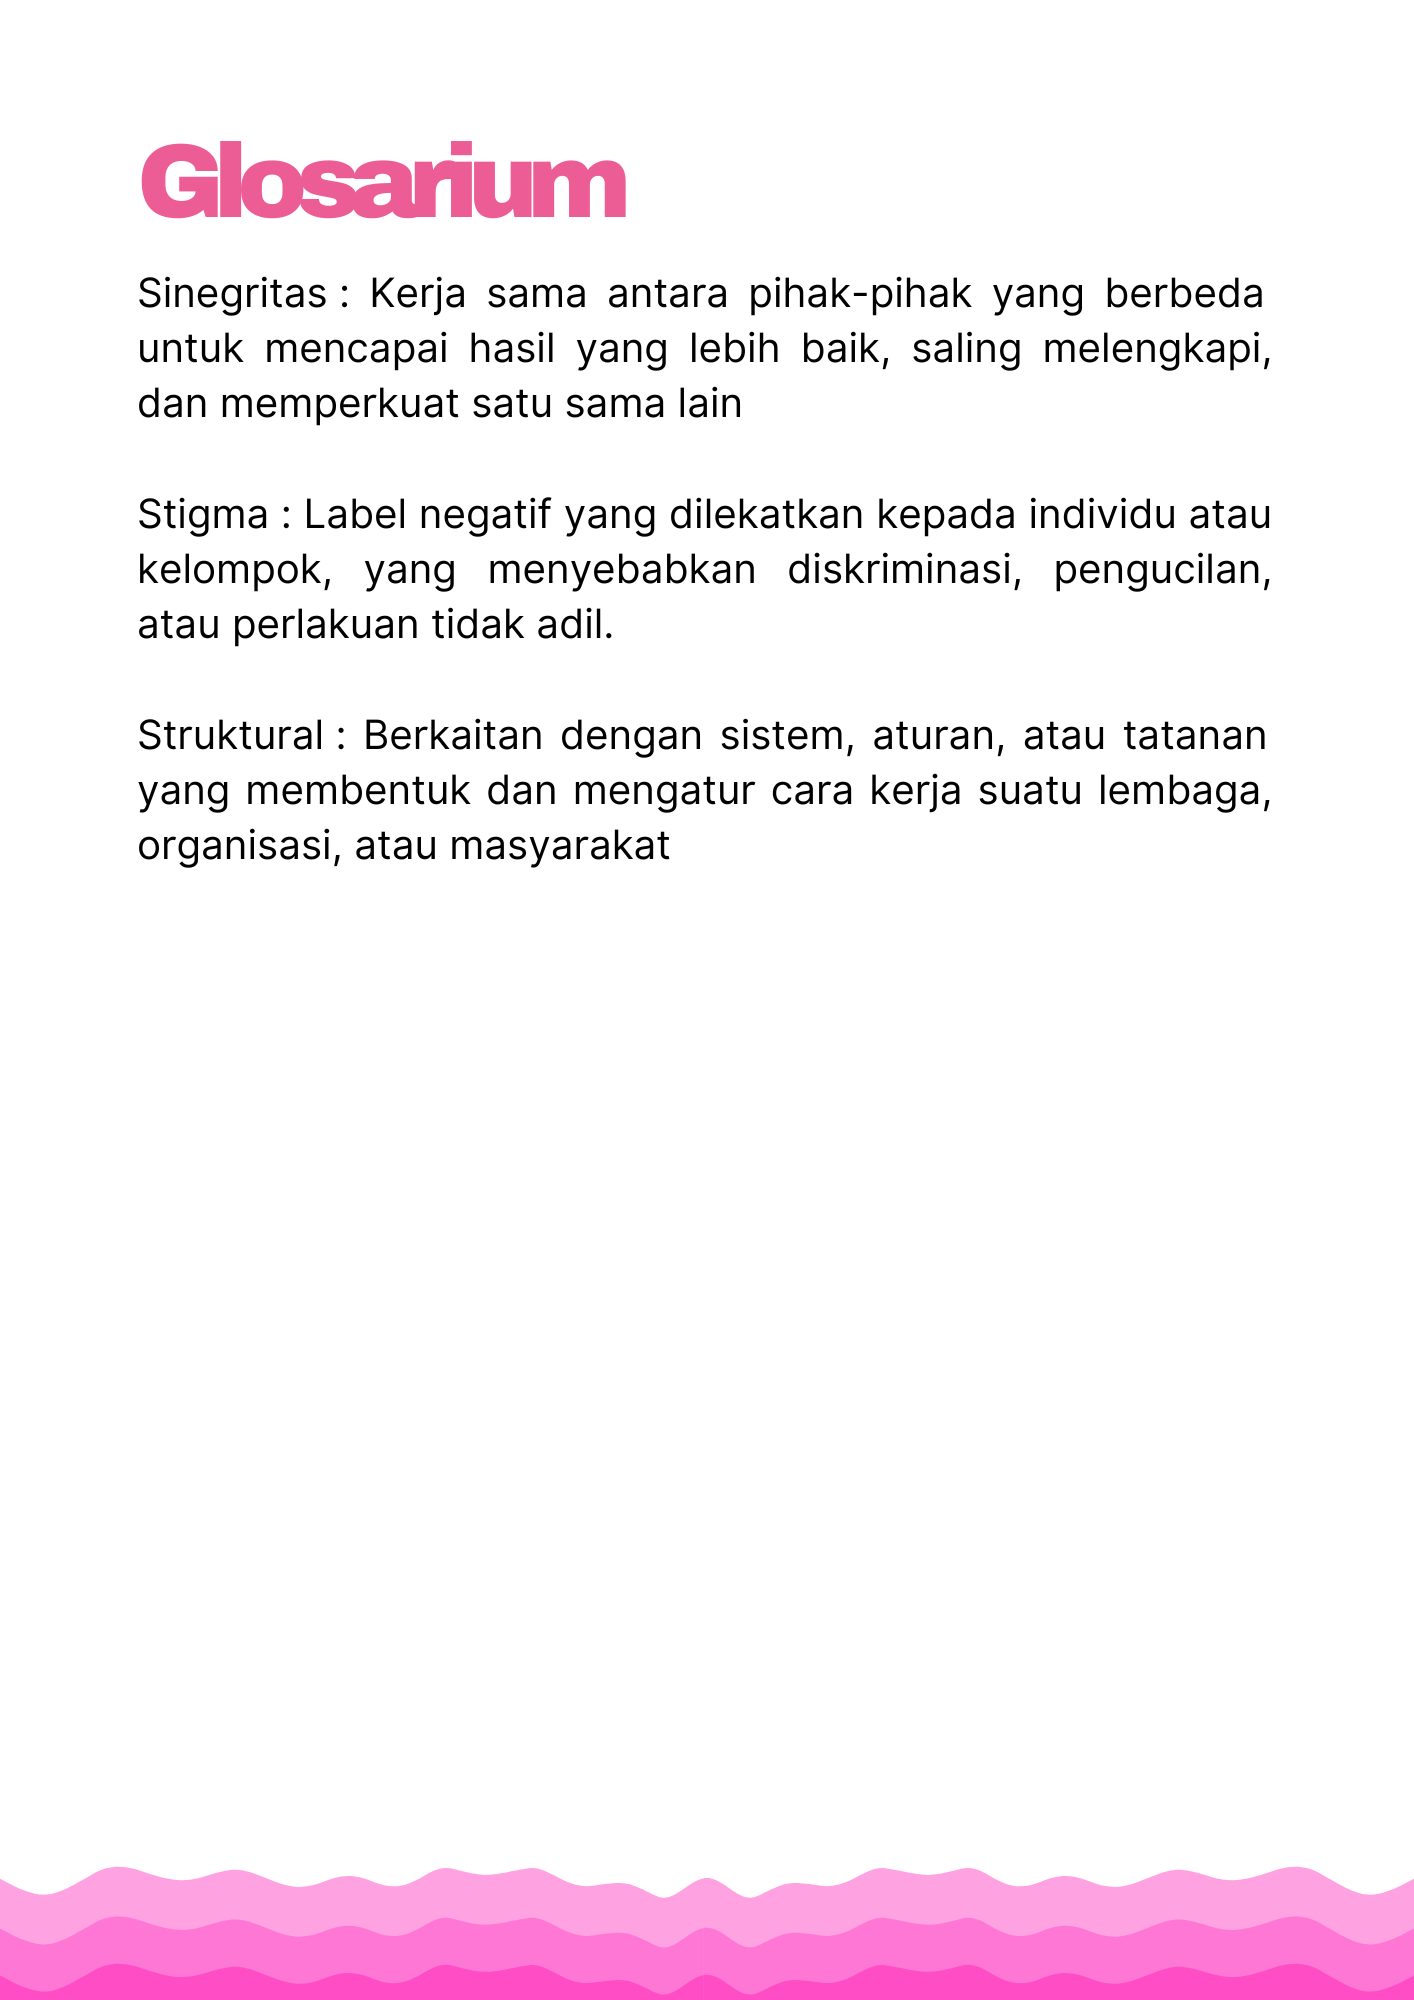 Glosarium
Sinegritas : Kerja sama antara pihak-pihak yang berbeda
untuk mencapai hasil yang lebih baik, saling melengkapi,
dan memperkuat satu sama lain
Stigma : Label negatif yang dilekatkan kepada individu atau
kelompok, yang menyebabkan diskriminasi, pengucilan,
atau perlakuan tidak adil.
Struktural : Berkaitan dengan sistem, aturan, atau tatanan
yang membentuk dan mengatur cara kerja suatu lembaga,
organisasi, atau masyarakat